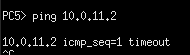 PC5> ping 10.0.11.2
10.0.11.2 icmp_seq=1 timeout